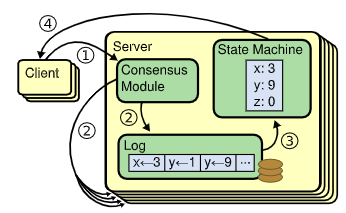 ④
Server
State Machine
①
Client
Consensus
Module
x: 3
y: 9
z: 0
②
②
③
Log
x←3 y←1 y←9 ...